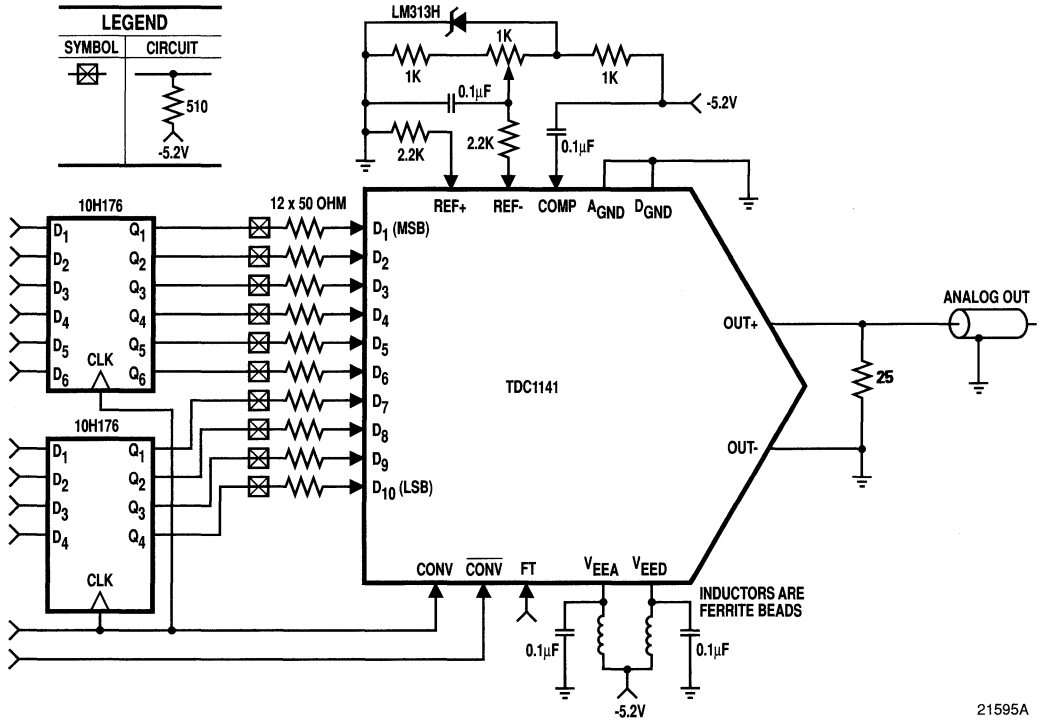 LEGEND
SYMBOL CIRCUIT
510
-5.2V
LM313H
1K
1K
1K
0.1µF
-5.2V
2.2K
2.2K
0.1µF
REF+ REF- COMP AGND DGND
10H176
12 x 50 OHM
D1 Q1
D2 Q2
D3 Q3
D4 Q4
D5 Q5
D6 Q6
CLK
D1 (MSB)
D2
D3
D4
D5
D6
D7
D8
D9
D10 (LSB)
10H176
D1 Q1
D2 Q2
D3 Q3
D4 Q4
CLK
TDC1141
OUT+
ANALOG OUT
25
OUT-
CONV CONV FT VEEA VEED
INDUCTORS ARE
FERRITE BEADS
0.1µF
0.1µF
-5.2V
21595A